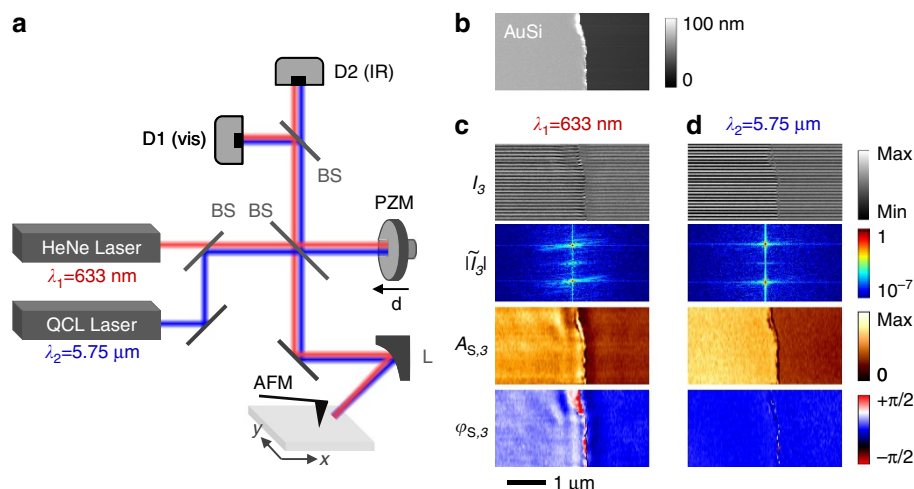 a
D2 (IR)
D1 (vis)
BS
BS BS
PZM
HeNe Laser
λ1=633 nm
d
QCL Laser
λ2=5.75 μm
L
AFM
y
x
b
AuSi
100 nm
0
c
λ1=633 nm
d
λ2=5.75 μm
I3
Max
Min
|Ĩ3|
1
10⁻⁷
AS,3
Max
0
φS,3
+π/2
−π/2
1 μm